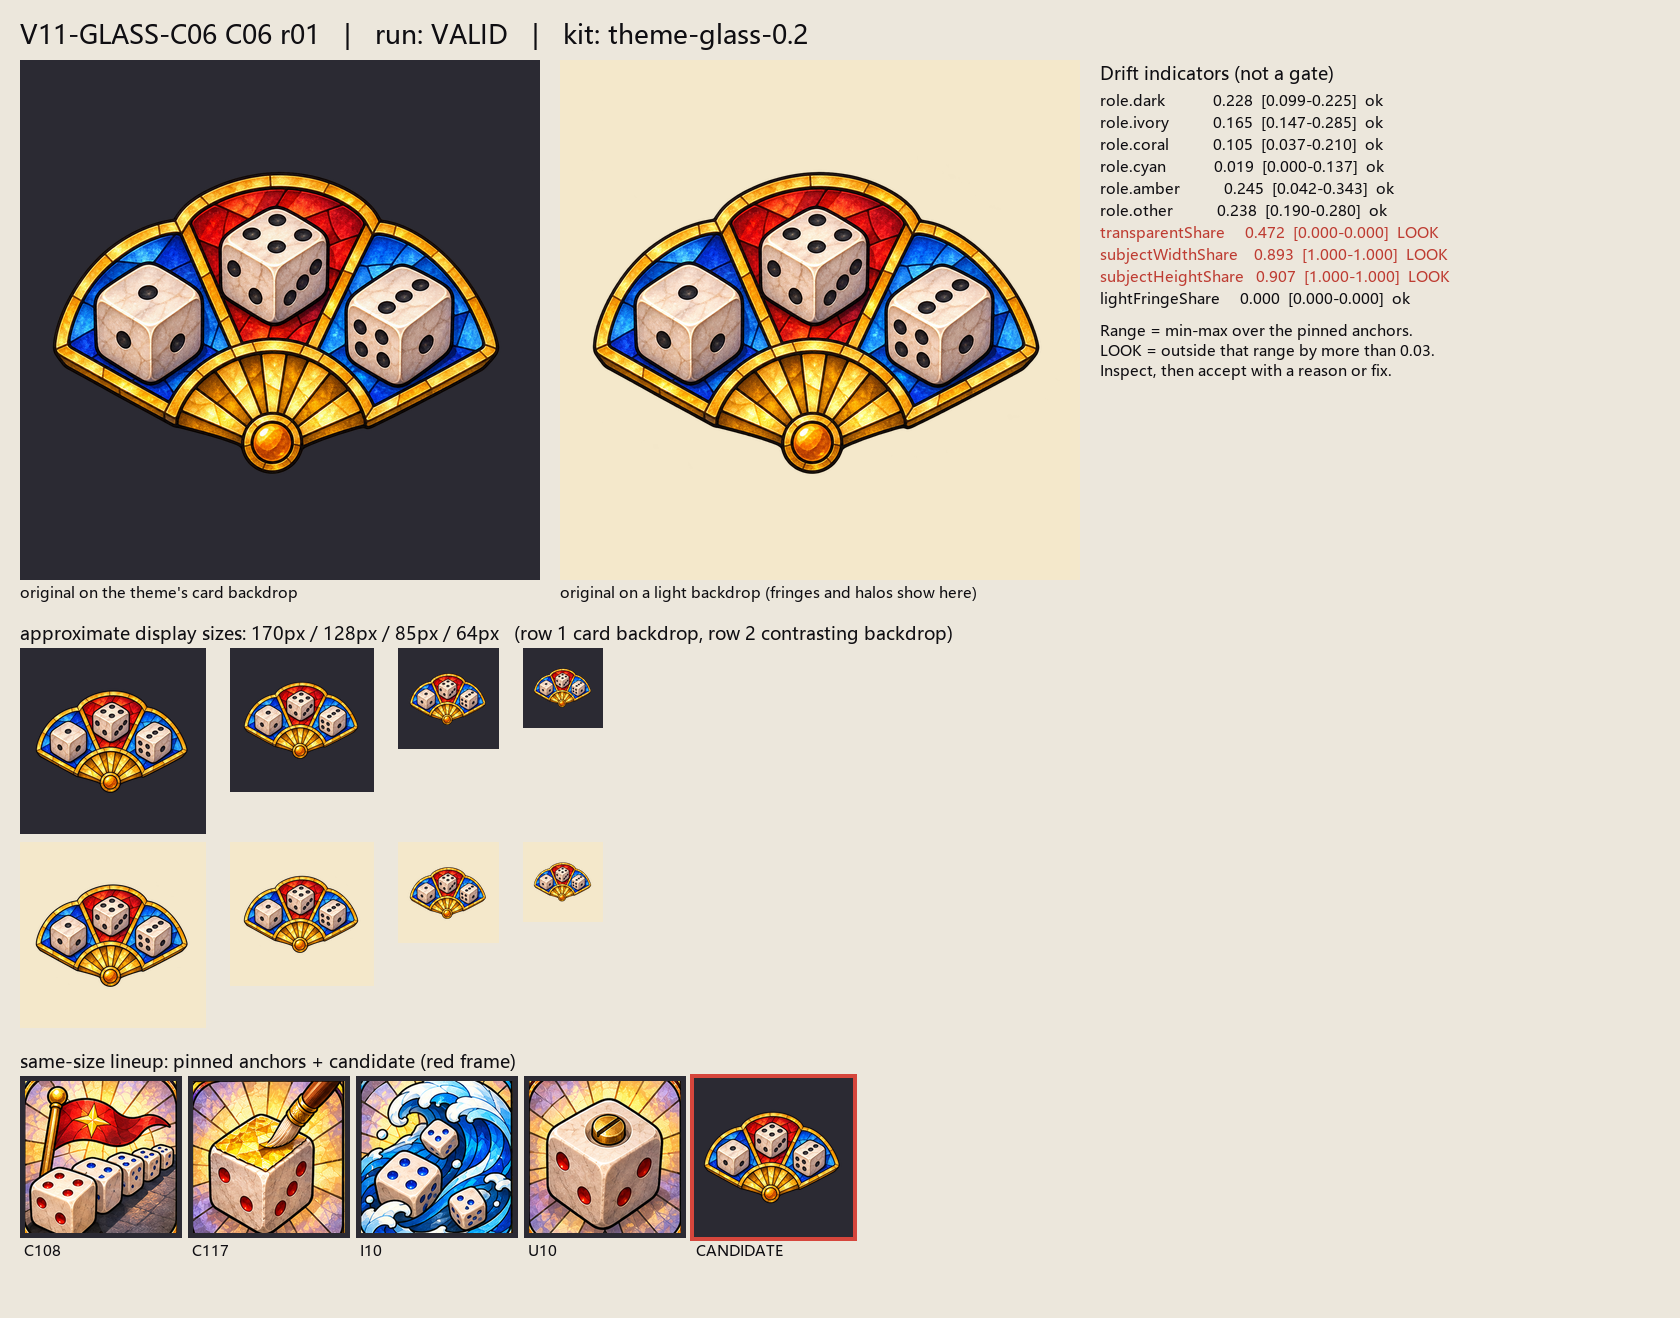 V11-GLASS-C06 C06 r01 | run: VALID | kit: theme-glass-0.2
Drift indicators (not a gate)
role.dark 0.228 [0.099-0.225] ok
role.ivory 0.165 [0.147-0.285] ok
role.coral 0.105 [0.037-0.210] ok
role.cyan 0.019 [0.000-0.137] ok
role.amber 0.245 [0.042-0.343] ok
role.other 0.238 [0.190-0.280] ok
transparentShare 0.472 [0.000-0.000] LOOK
subjectWidthShare 0.893 [1.000-1.000] LOOK
subjectHeightShare 0.907 [1.000-1.000] LOOK
lightFringeShare 0.000 [0.000-0.000] ok
Range = min-max over the pinned anchors.
LOOK = outside that range by more than 0.03.
Inspect, then accept with a reason or fix.
original on the theme's card backdrop
original on a light backdrop (fringes and halos show here)
approximate display sizes: 170px / 128px / 85px / 64px (row 1 card backdrop, row 2 contrasting backdrop)
same-size lineup: pinned anchors + candidate (red frame)
C108
C117
I10
U10
CANDIDATE